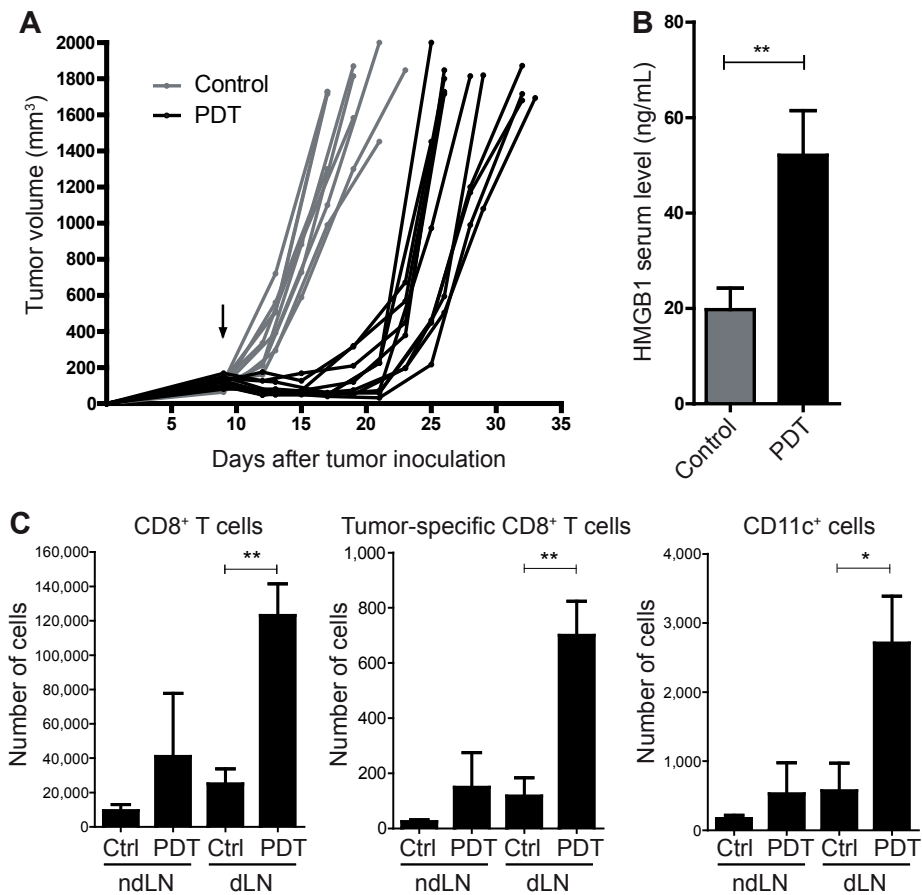 A
Tumor volume (mm³)
2000
1800
1600
1400
1200
1000
800
600
400
200
0
Control
PDT
5
10
15
20
25
30
35
Days after tumor inoculation
B
HMGB1 serum level (ng/mL)
80
60
40
20
0
**
Control
PDT
C
CD8⁺ T cells
Number of cells
160,000
140,000
120,000
100,000
80,000
60,000
40,000
20,000
0
**
Ctrl PDT Ctrl PDT
ndLN dLN
Tumor-specific CD8⁺ T cells
Number of cells
1,000
800
600
400
200
0
**
Ctrl PDT Ctrl PDT
ndLN dLN
CD11c⁺ cells
Number of cells
4,000
3,000
2,000
1,000
0
*
Ctrl PDT Ctrl PDT
ndLN dLN